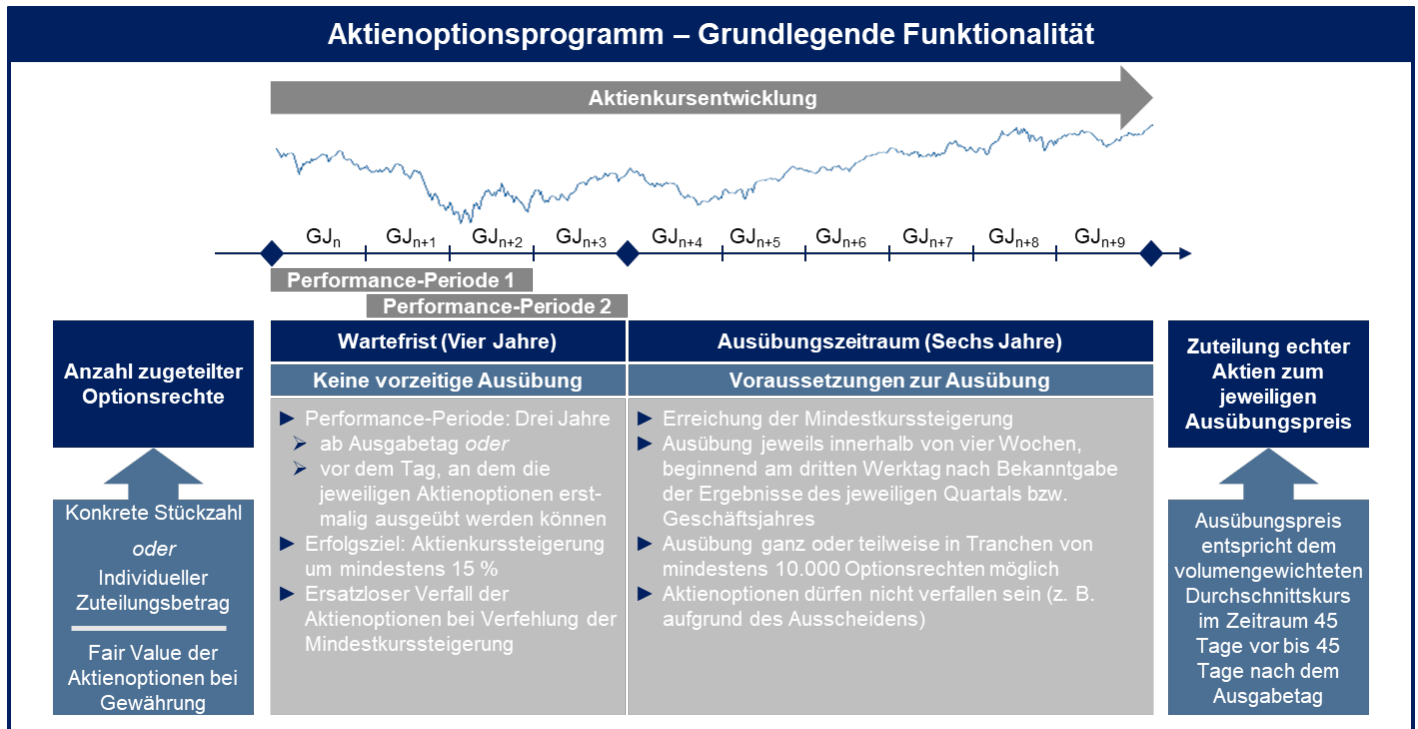 Aktienoptionsprogramm – Grundlegende Funktionalität
Aktienkursentwicklung
GJn GJn+1 GJn+2 GJn+3 GJn+4 GJn+5 GJn+6 GJn+7 GJn+8 GJn+9
Performance-Periode 1
Performance-Periode 2
Anzahl zugeteilter
Optionsrechte
Konkrete Stückzahl
oder
Individueller
Zuteilungsbetrag
Fair Value der
Aktienoptionen bei
Gewährung
Wartefrist (Vier Jahre)
Keine vorzeitige Ausübung
► Performance-Periode: Drei Jahre
➢ ab Ausgabetag oder
➢ vor dem Tag, an dem die
jeweiligen Aktienoptionen erst-
malig ausgeübt werden können
► Erfolgsziel: Aktienkurssteigerung
um mindestens 15 %
► Ersatzloser Verfall der
Aktienoptionen bei Verfehlung der
Mindestkurssteigerung
Ausübungszeitraum (Sechs Jahre)
Voraussetzungen zur Ausübung
► Erreichung der Mindestkurssteigerung
► Ausübung jeweils innerhalb von vier Wochen,
beginnend am dritten Werktag nach Bekanntgabe
der Ergebnisse des jeweiligen Quartals bzw.
Geschäftsjahres
► Ausübung ganz oder teilweise in Tranchen von
mindestens 10.000 Optionsrechten möglich
► Aktienoptionen dürfen nicht verfallen sein (z. B.
aufgrund des Ausscheidens)
Zuteilung echter
Aktien zum
jeweiligen
Ausübungspreis
Ausübungspreis
entspricht dem
volumengewichteten
Durchschnittskurs
im Zeitraum 45
Tage vor bis 45
Tage nach dem
Ausgabetag